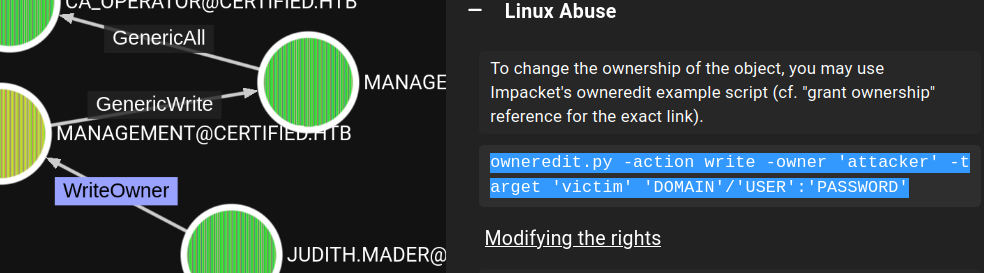 CA_OPERATOR@CERTIFIED.HTB
GenericAll
MANAGE
GenericWrite
MANAGEMENT@CERTIFIED.HTB
WriteOwner
JUDITH.MADER@
— Linux Abuse
To change the ownership of the object, you may use
Impacket's owneredit example script (cf. "grant ownership"
reference for the exact link).
owneredit.py -action write -owner 'attacker' -t
arget 'victim' 'DOMAIN'/'USER':'PASSWORD'
Modifying the rights